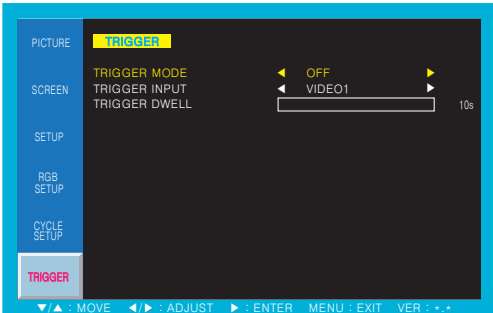 PICTURE
SCREEN
SETUP
RGB
SETUP
CYCLE
SETUP
TRIGGER
TRIGGER
TRIGGER MODE ◀ OFF ▶
TRIGGER INPUT ◀ VIDEO1 ▶
TRIGGER DWELL 10s
▼/▲ : MOVE ◀/▶ : ADJUST ▶ : ENTER MENU : EXIT VER : *.*